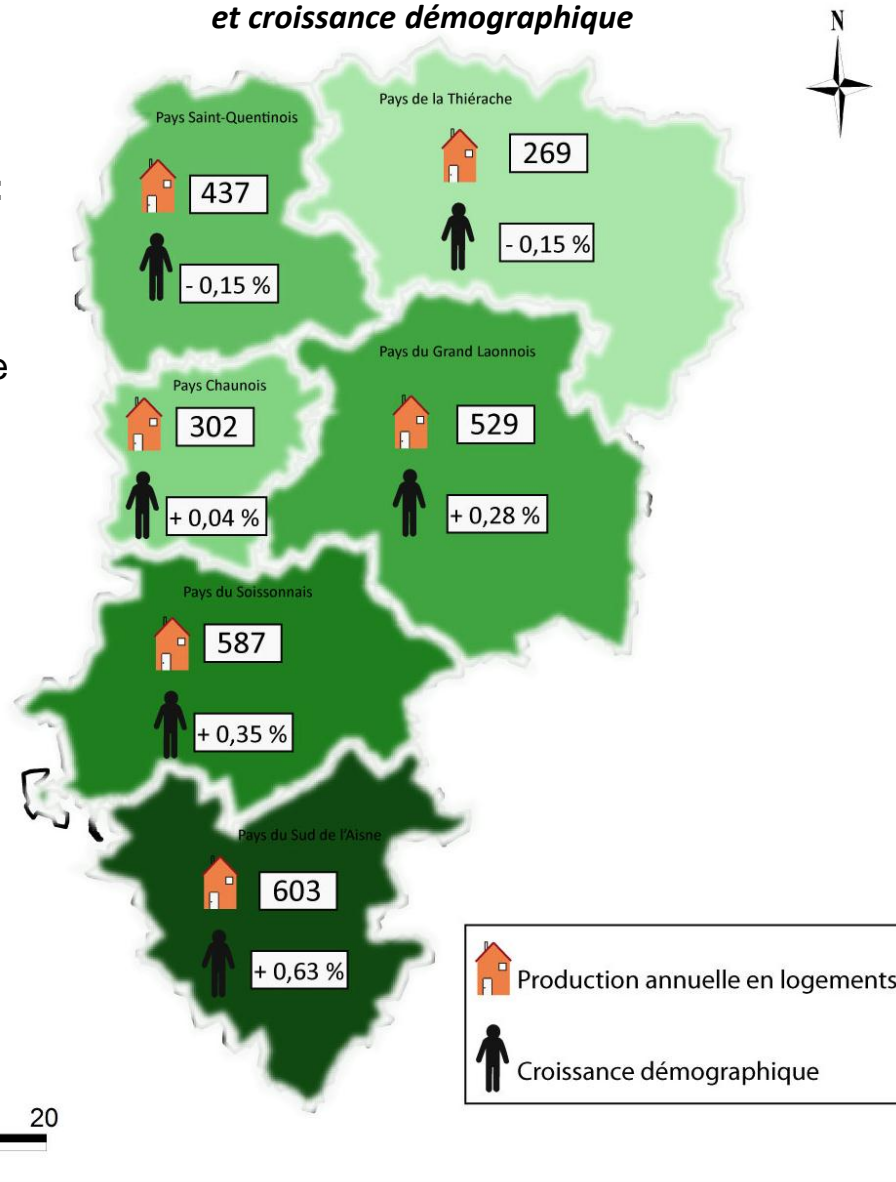 et croissance démographique
N
Pays de la Thiérache
Pays Saint-Quentinois
269
437
- 0,15 %
- 0,15 %
e
Pays du Grand Laonnois
Pays Chaunois
302
529
+ 0,04 %
+ 0,28 %
Pays du Soissonnais
587
+ 0,35 %
Pays du Sud de l'Aisne
603
+ 0,63 %
Production annuelle en logements
Croissance démographique
20